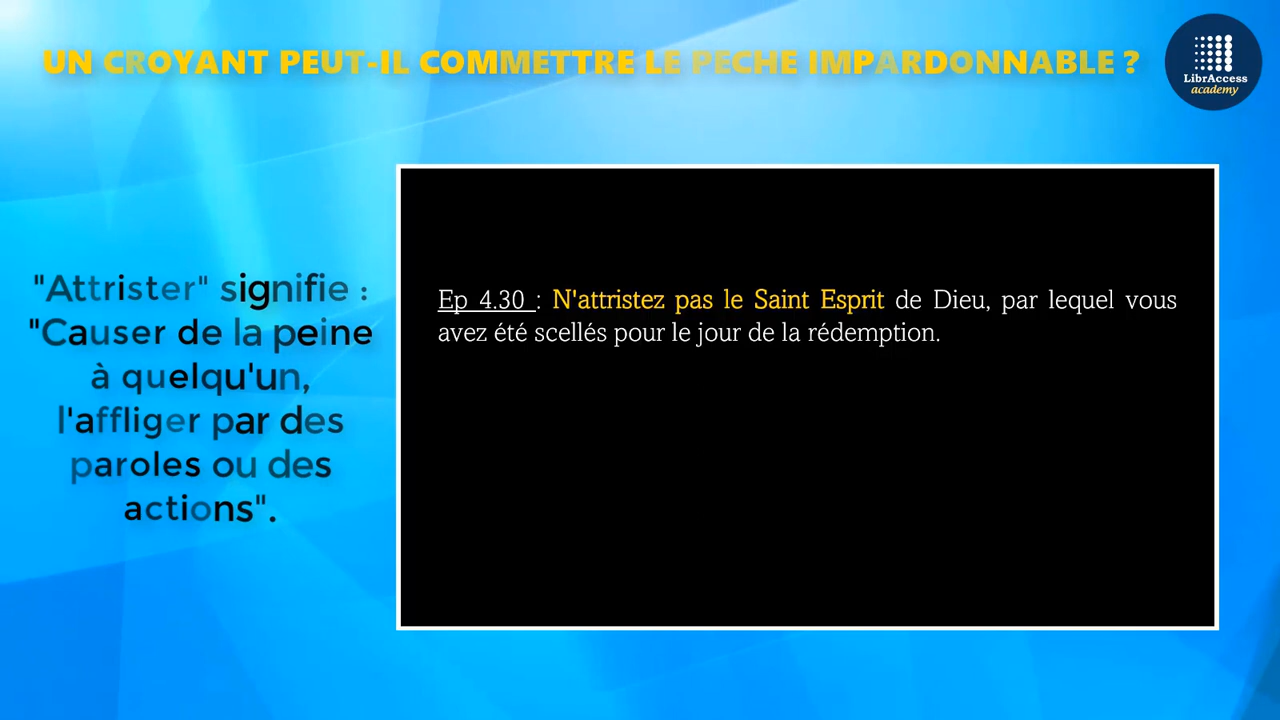 UN CROYANT PEUT-IL COMMETTRE LE PECHE IMPARDONNABLE ?
LibrAccess
academy
"Attrister" signifie :
"Causer de la peine
à quelqu'un,
l'affliger par des
paroles ou des
actions".
Ep 4.30 : N'attristez pas le Saint Esprit de Dieu, par lequel vous
avez été scellés pour le jour de la rédemption.